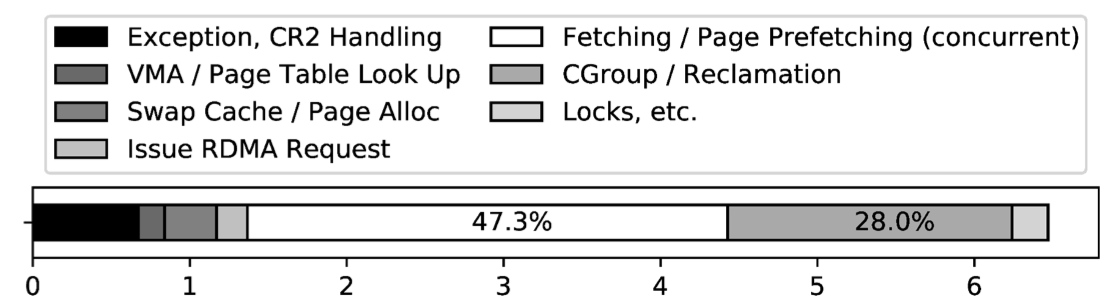 Exception, CR2 Handling
VMA / Page Table Look Up
Swap Cache / Page Alloc
Issue RDMA Request
Fetching / Page Prefetching (concurrent)
CGroup / Reclamation
Locks, etc.
47.3%
28.0%
0 1 2 3 4 5 6